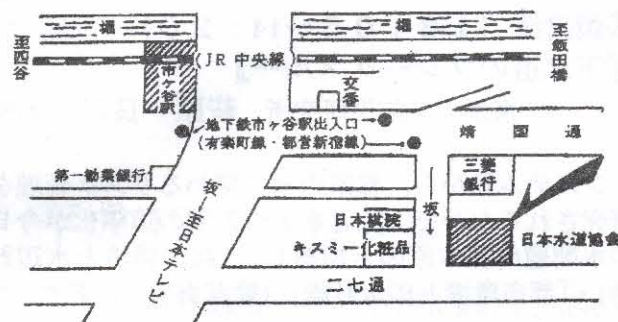 堀
堀
至四谷
至飯田橋
市ヶ谷駅
(JR中央線)
交番
地下鉄市ヶ谷駅出入口
(有楽町線・都営新宿線)
靖国通
第一勧業銀行
三菱銀行
坂→至日本テレビ
坂→
日本棋院
キスミー化粧品
日本水道協会
二七通